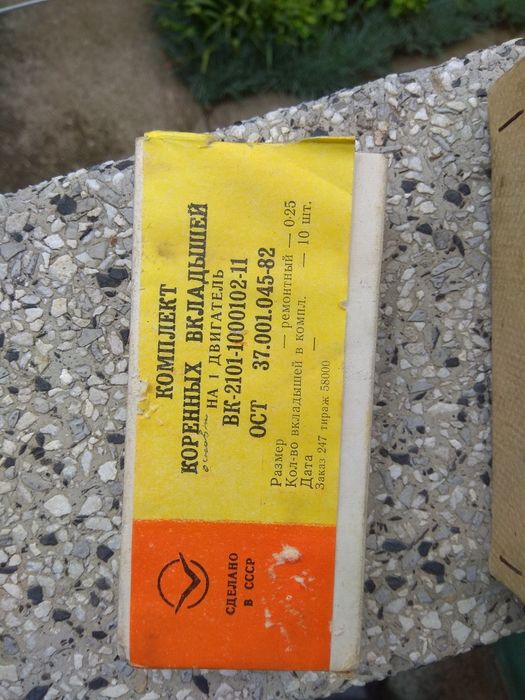 КОМПЛЕКТ
КОРЕННЫХ ВКЛАДЫШЕЙ
НА 1 ДВИГАТЕЛЬ
ВК-2101-1000102-11
ОСТ 37.001.045-82
Размер — ремонтный — 0·25
Кол-во вкладышей в компл. — 10 шт.
Дата —
Заказ 247 тираж 58000
СДЕЛАНО
В СССР